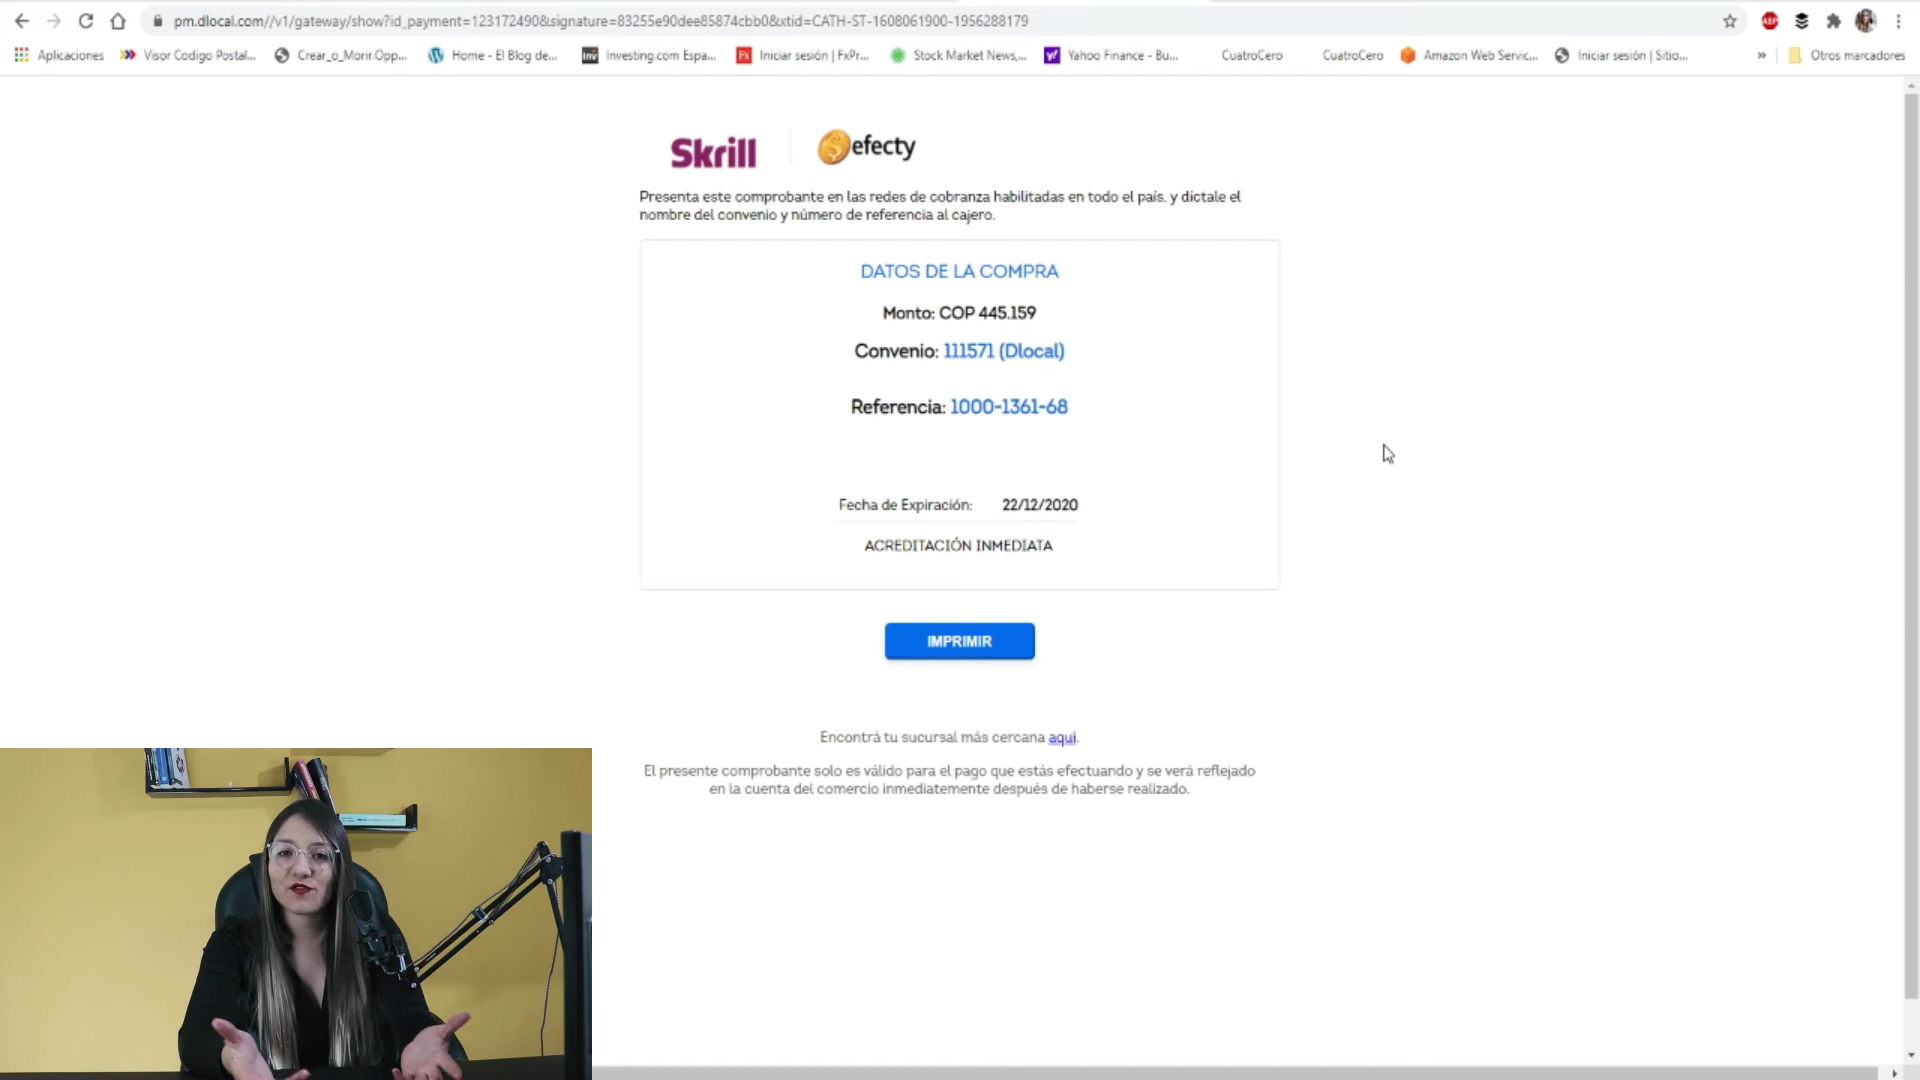 pm.dlocal.com//v1/gateway/show?id_payment=123172490&signature=83255e90dee85874cbb0&xtid=CATH-ST-1608061900-1956288179
ABP
Aplicaciones
Visor Codigo Postal...
Crear_o_Morir.Opp...
Home - El Blog de...
Inv
Investing.com Espa...
Fx
Iniciar sesión | FxPr...
Stock Market News,...
y!
Yahoo Finance - Bu...
CuatroCero
CuatroCero
Amazon Web Servic...
Iniciar sesión | Sitio...
»
Otros marcadores
Skrill
efecty
Presenta este comprobante en las redes de cobranza habilitadas en todo el país, y díctale el
nombre del convenio y número de referencia al cajero.
DATOS DE LA COMPRA
Monto: COP 445.159
Convenio: 111571 (Dlocal)
Referencia: 1000-1361-68
Fecha de Expiración: 22/12/2020
ACREDITACIÓN INMEDIATA
IMPRIMIR
Encontrá tu sucursal más cercana aquí.
El presente comprobante solo es válido para el pago que estás efectuando y se verá reflejado
en la cuenta del comercio inmediatamente después de haberse realizado.